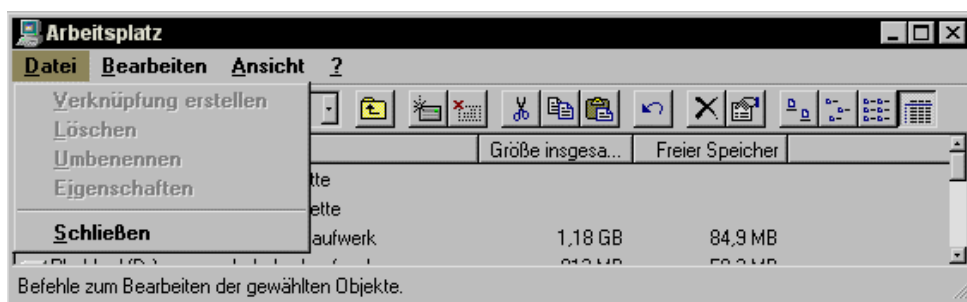 Arbeitsplatz
Datei Bearbeiten Ansicht ?
Verknüpfung erstellen
Löschen
Umbenennen
Eigenschaften
Schließen
Größe insgesa... Freier Speicher
tte
ette
aufwerk 1,18 GB 84,9 MB
Befehle zum Bearbeiten der gewählten Objekte.